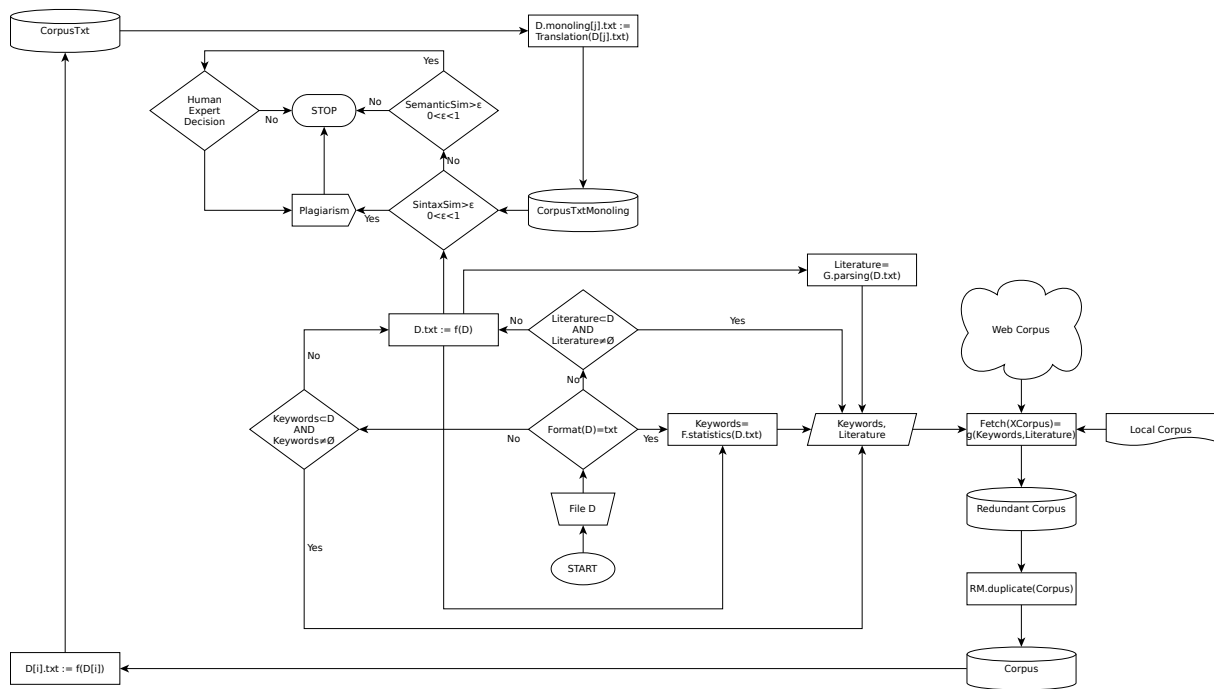 CorpusTxt
D.monoling[j].txt :=
Translation(D[j].txt)
Yes
Human
Expert
Decision
No
STOP
No
SemanticSim>ε
0<ε<1
No
Plagiarism
Yes
SintaxSim>ε
0<ε<1
CorpusTxtMonoling
Literature=
G.parsing(D.txt)
D.txt := f(D)
No
Literature⊂D
AND
Literature≠Ø
Yes
Web Corpus
No
No
Keywords⊂D
AND
Keywords≠Ø
No
Format(D)=txt
Yes
Keywords=
F.statistics(D.txt)
Keywords,
Literature
Fetch(XCorpus)=
g(Keywords,Literature)
Local Corpus
File D
Redundant Corpus
Yes
START
RM.duplicate(Corpus)
D[i].txt := f(D[i])
Corpus